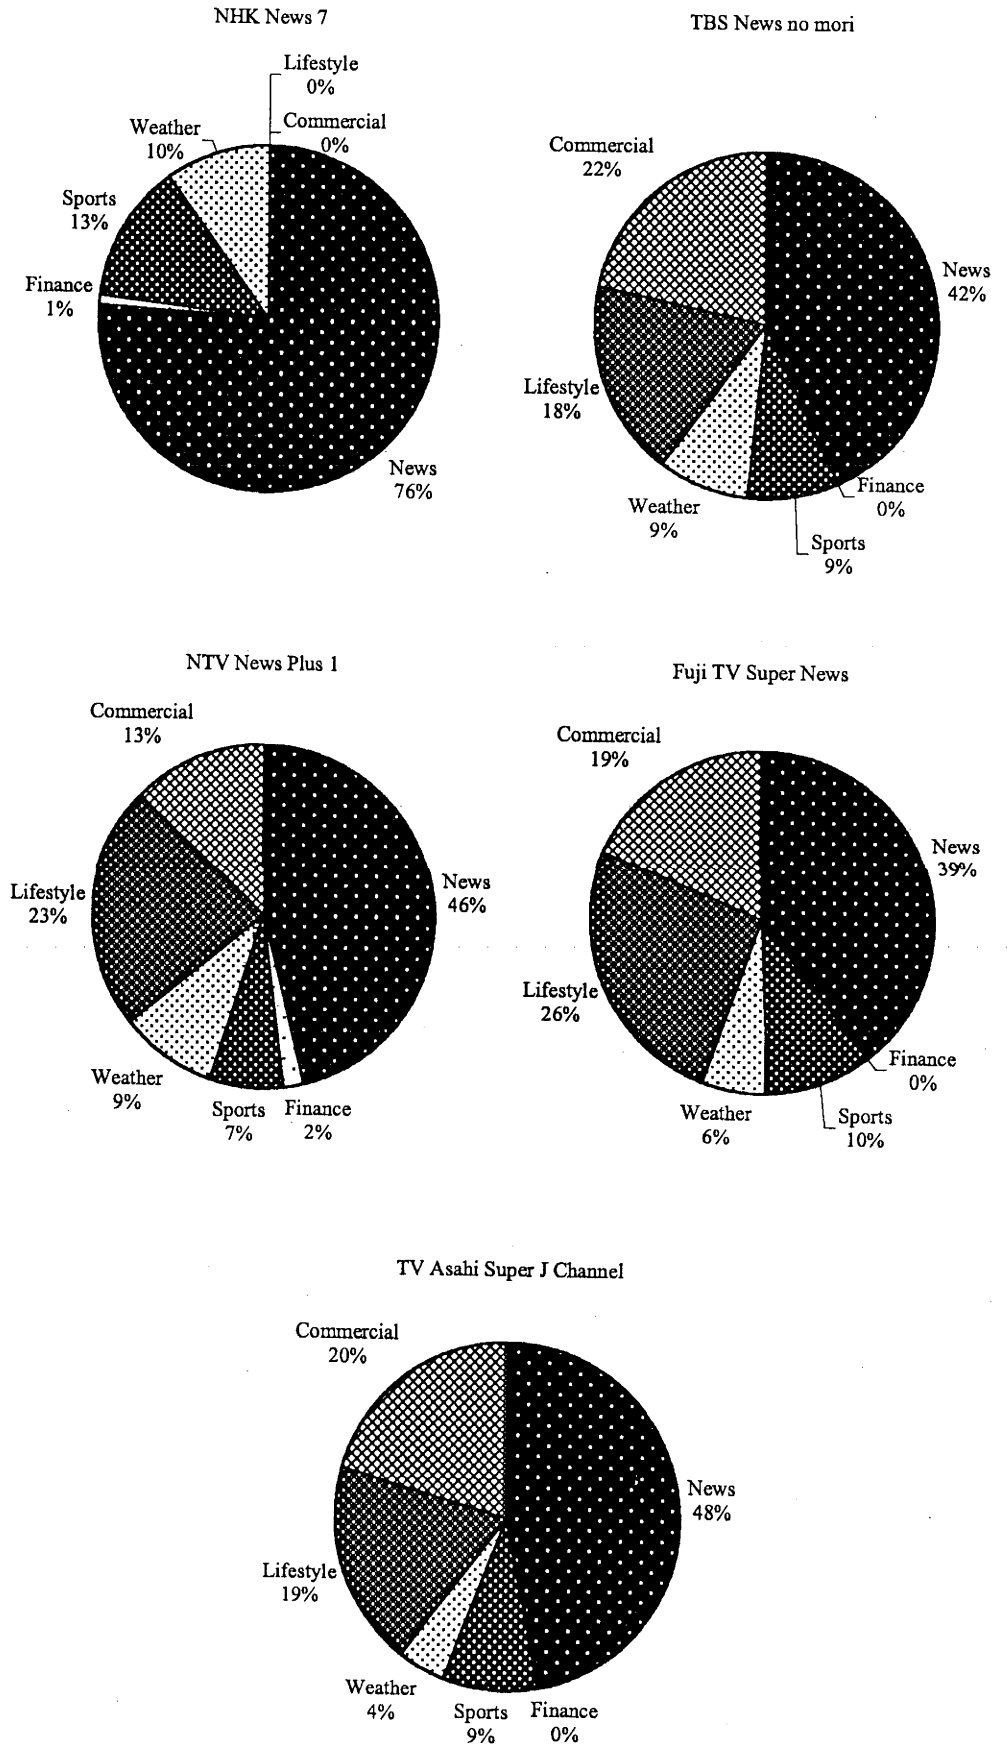 NHK News 7
Lifestyle
0%
Commercial
0%
Weather
10%
Sports
13%
Finance
1%
News
76%
TBS News no mori
Commercial
22%
News
42%
Lifestyle
18%
Finance
0%
Weather
9%
Sports
9%
NTV News Plus 1
Commercial
13%
Lifestyle
23%
News
46%
Weather
9%
Sports
7%
Finance
2%
Fuji TV Super News
Commercial
19%
News
39%
Lifestyle
26%
Finance
0%
Weather
6%
Sports
10%
TV Asahi Super J Channel
Commercial
20%
News
48%
Lifestyle
19%
Weather
4%
Sports
9%
Finance
0%